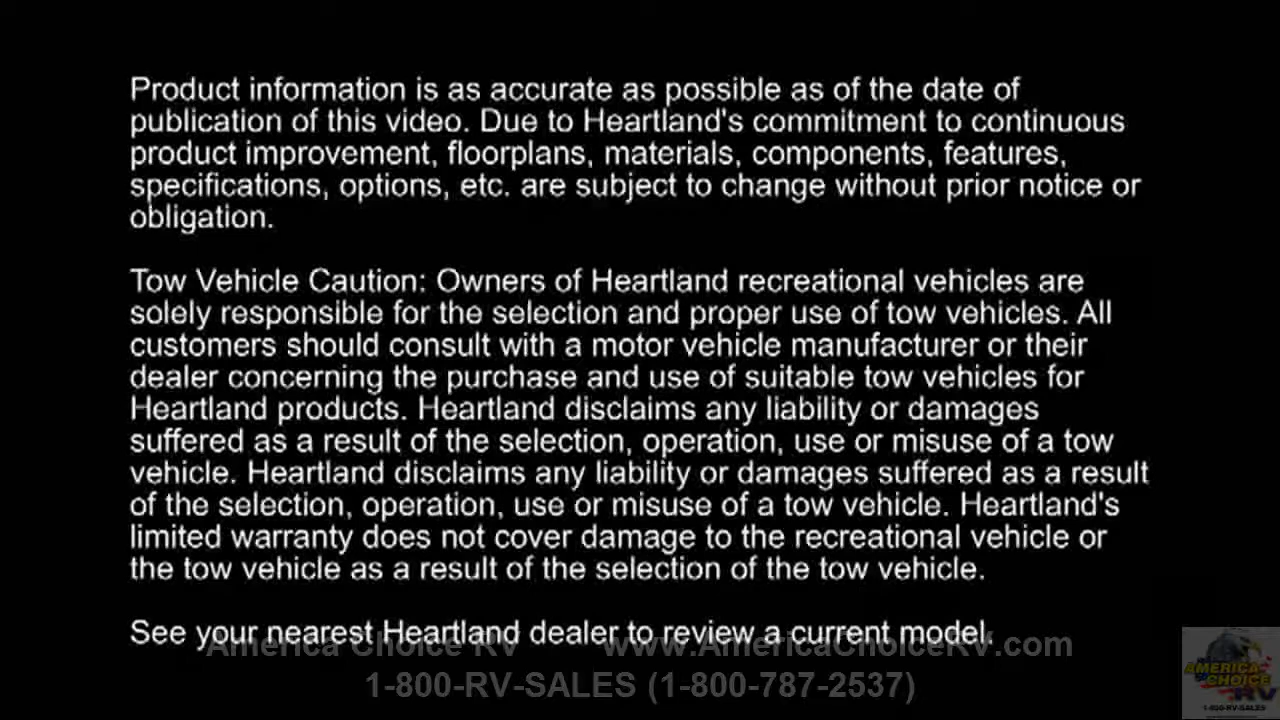 Product information is as accurate as possible as of the date of
publication of this video. Due to Heartland's commitment to continuous
product improvement, floorplans, materials, components, features,
specifications, options, etc. are subject to change without prior notice or
obligation.
Tow Vehicle Caution: Owners of Heartland recreational vehicles are
solely responsible for the selection and proper use of tow vehicles. All
customers should consult with a motor vehicle manufacturer or their
dealer concerning the purchase and use of suitable tow vehicles for
Heartland products. Heartland disclaims any liability or damages
suffered as a result of the selection, operation, use or misuse of a tow
vehicle. Heartland disclaims any liability or damages suffered as a result
of the selection, operation, use or misuse of a tow vehicle. Heartland's
limited warranty does not cover damage to the recreational vehicle or
the tow vehicle as a result of the selection of the tow vehicle.
See your nearest Heartland dealer to review a current model.
America Choice RV www.AmericaChoiceRV.com
1-800-RV-SALES (1-800-787-2537)
AMERICA
CHOICE
RV
1-800-RV-SALES